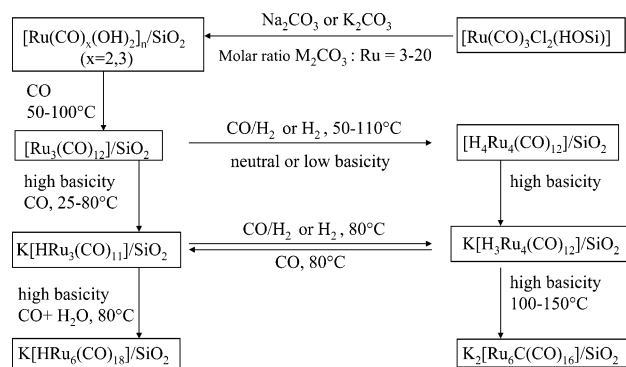 Na₂CO₃ or K₂CO₃
[Ru(CO)ₓ(OH)₂]ₙ/SiO₂
(x=2,3)
Molar ratio M₂CO₃ : Ru = 3-20
[Ru(CO)₃Cl₂(HOSi)]
CO
50-100°C
[Ru₃(CO)₁₂]/SiO₂
CO/H₂ or H₂ , 50-110°C
neutral or low basicity
[H₄Ru₄(CO)₁₂/SiO₂
high basicity
CO, 25-80°C
high basicity
K[HRu₃(CO)₁₁]/SiO₂
CO/H₂ or H₂ , 80°C
CO, 80°C
K[H₃Ru₄(CO)₁₂]/SiO₂
high basicity
CO+ H₂O, 80°C
high basicity
100-150°C
K[HRu₆(CO)₁₈]/SiO₂
K₂[Ru₆C(CO)₁₆]/SiO₂